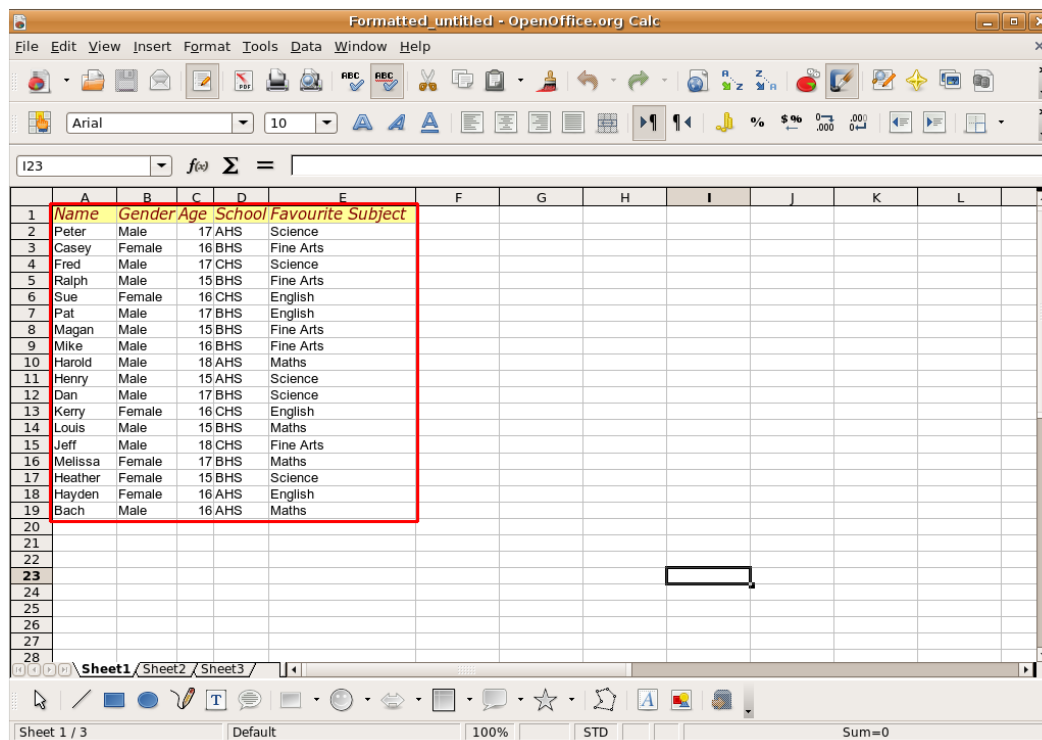 Formatted_untitled - OpenOffice.org Calc
File Edit View Insert Format Tools Data Window Help
Arial 10
I23 f(x) Σ =
A B C D E F G H I J K L
1 Name Gender Age School Favourite Subject
2 Peter Male 17 AHS Science
3 Casey Female 16 BHS Fine Arts
4 Fred Male 17 CHS Science
5 Ralph Male 15 BHS Fine Arts
6 Sue Female 16 CHS English
7 Pat Male 17 BHS English
8 Magan Male 15 BHS Fine Arts
9 Mike Male 16 BHS Fine Arts
10 Harold Male 18 AHS Maths
11 Henry Male 15 AHS Science
12 Dan Male 17 BHS Science
13 Kerry Female 16 CHS English
14 Louis Male 15 BHS Maths
15 Jeff Male 18 CHS Fine Arts
16 Melissa Female 17 BHS Maths
17 Heather Female 15 BHS Science
18 Hayden Female 16 AHS English
19 Bach Male 16 AHS Maths
20
21
22
23
24
25
26
27
28
Sheet1 Sheet2 Sheet3
Sheet 1 / 3 Default 100% STD Sum=0